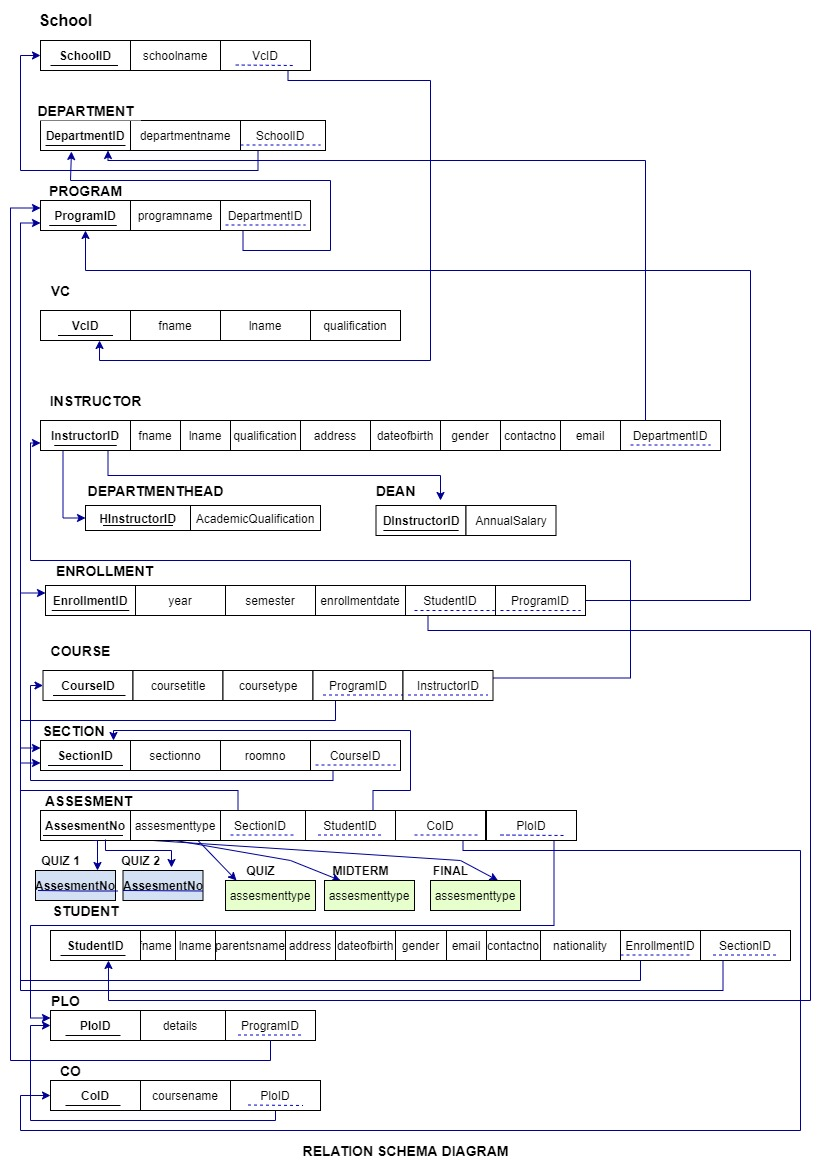 School
SchoolID schoolname VcID
DEPARTMENT
DepartmentID departmentname SchoolID
PROGRAM
ProgramID programname DepartmentID
VC
VcID fname lname qualification
INSTRUCTOR
InstructorID fname lname qualification address dateofbirth gender contactno email DepartmentID
DEPARTMENTHEAD DEAN
HInstructorID AcademicQualification DInstructorID AnnualSalary
ENROLLMENT
EnrollmentID year semester enrollmentdate StudentID ProgramID
COURSE
CourseID coursetitle coursetype ProgramID InstructorID
SECTION
SectionID sectionno roomno CourseID
ASSESMENT
AssesmentNo assesmenttype SectionID StudentID CoID PloID
QUIZ 1 QUIZ 2 QUIZ MIDTERM FINAL
AssesmentNo AssesmentNo assesmenttype assesmenttype assesmenttype
STUDENT
StudentID fname lname parentsname address dateofbirth gender email contactno nationality EnrollmentID SectionID
PLO
PloID details ProgramID
CO
CoID coursename PloID
RELATION SCHEMA DIAGRAM